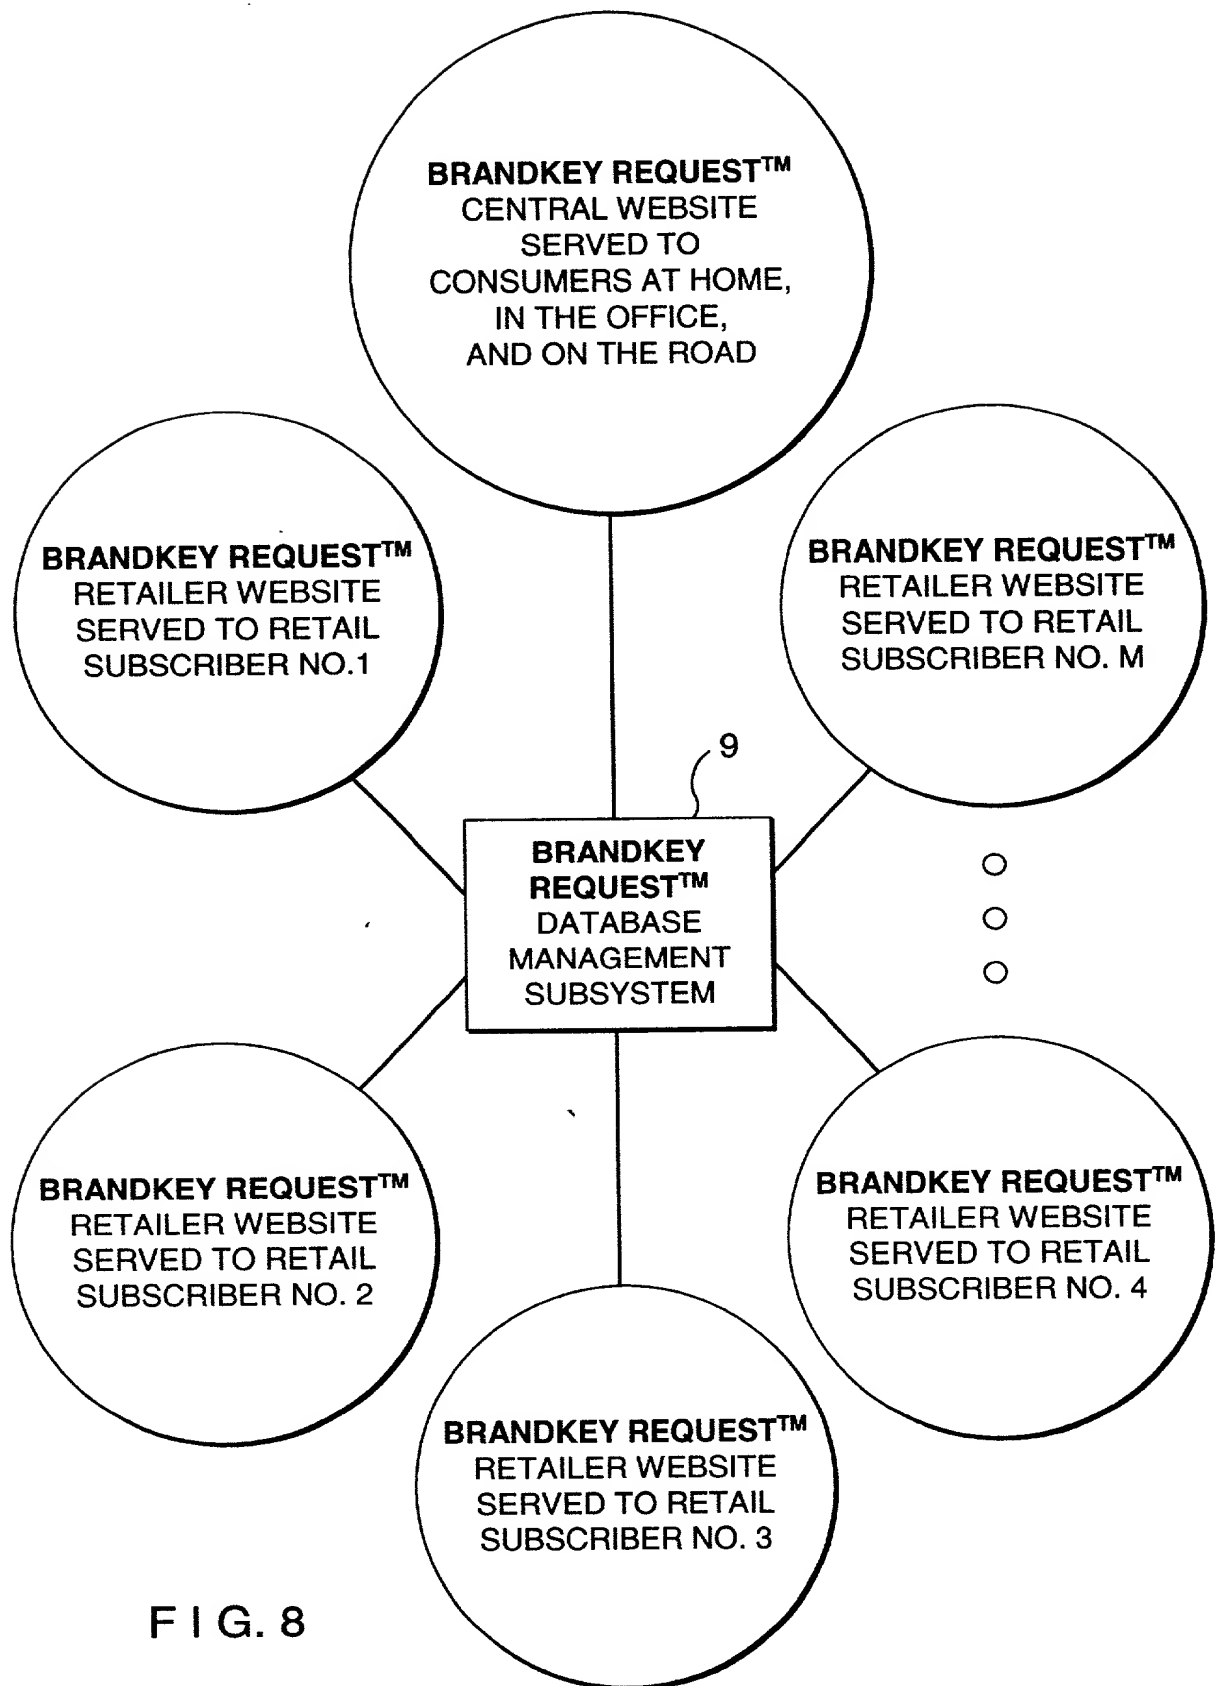 BRANDKEY REQUEST™
CENTRAL WEBSITE
SERVED TO
CONSUMERS AT HOME,
IN THE OFFICE,
AND ON THE ROAD
BRANDKEY REQUEST™
RETAILER WEBSITE
SERVED TO RETAIL
SUBSCRIBER NO.1
BRANDKEY REQUEST™
RETAILER WEBSITE
SERVED TO RETAIL
SUBSCRIBER NO. M
9
BRANDKEY
REQUEST™
DATABASE
MANAGEMENT
SUBSYSTEM
BRANDKEY REQUEST™
RETAILER WEBSITE
SERVED TO RETAIL
SUBSCRIBER NO. 2
BRANDKEY REQUEST™
RETAILER WEBSITE
SERVED TO RETAIL
SUBSCRIBER NO. 4
BRANDKEY REQUEST™
RETAILER WEBSITE
SERVED TO RETAIL
SUBSCRIBER NO. 3
FIG. 8